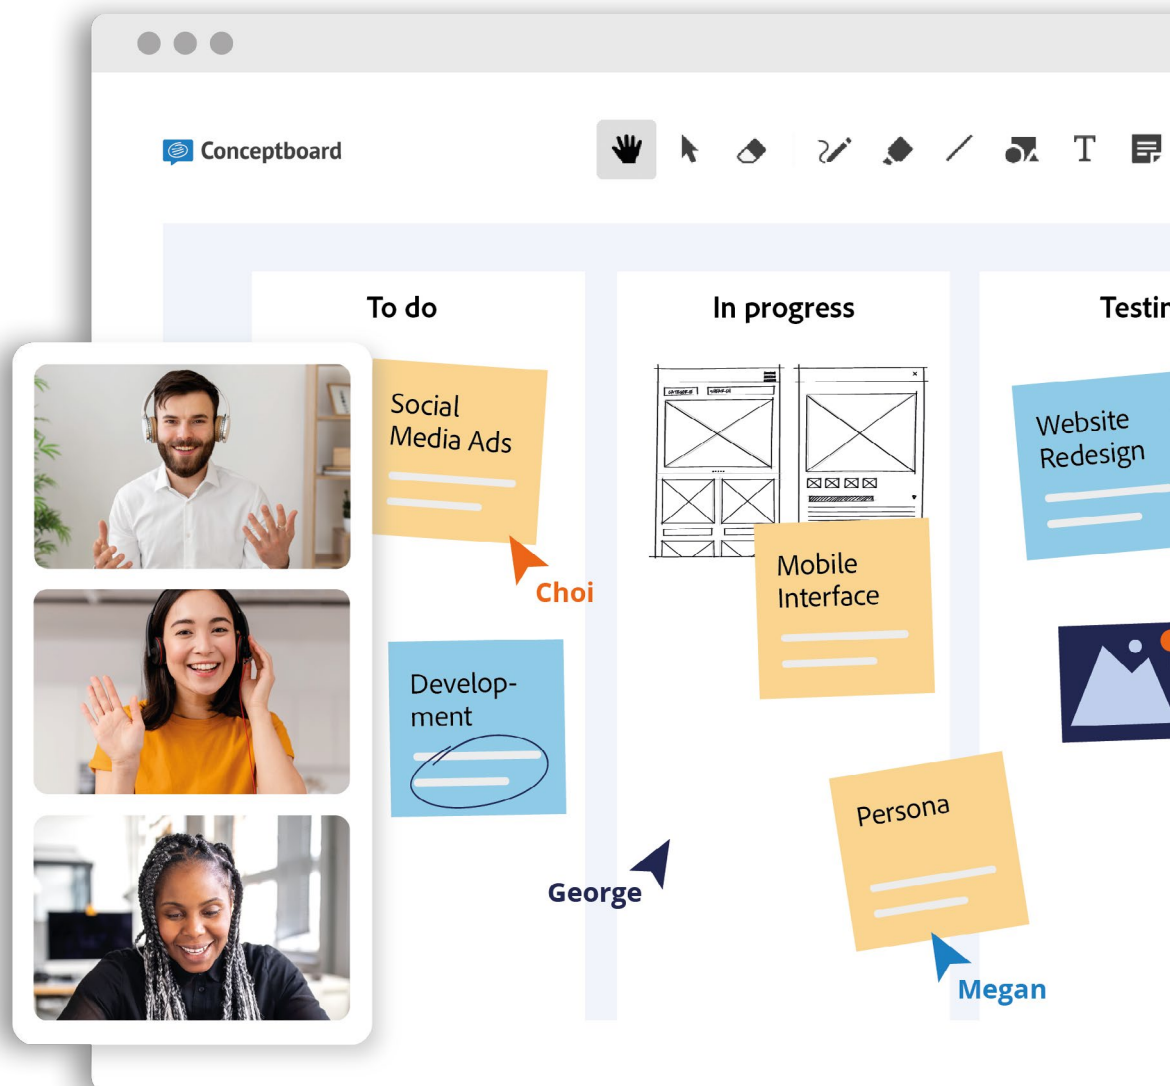 Conceptboard
T
To do
In progress
Testin
Social
Media Ads
Website
Redesign
Mobile
Interface
Choi
Develop-
ment
Persona
George
Megan